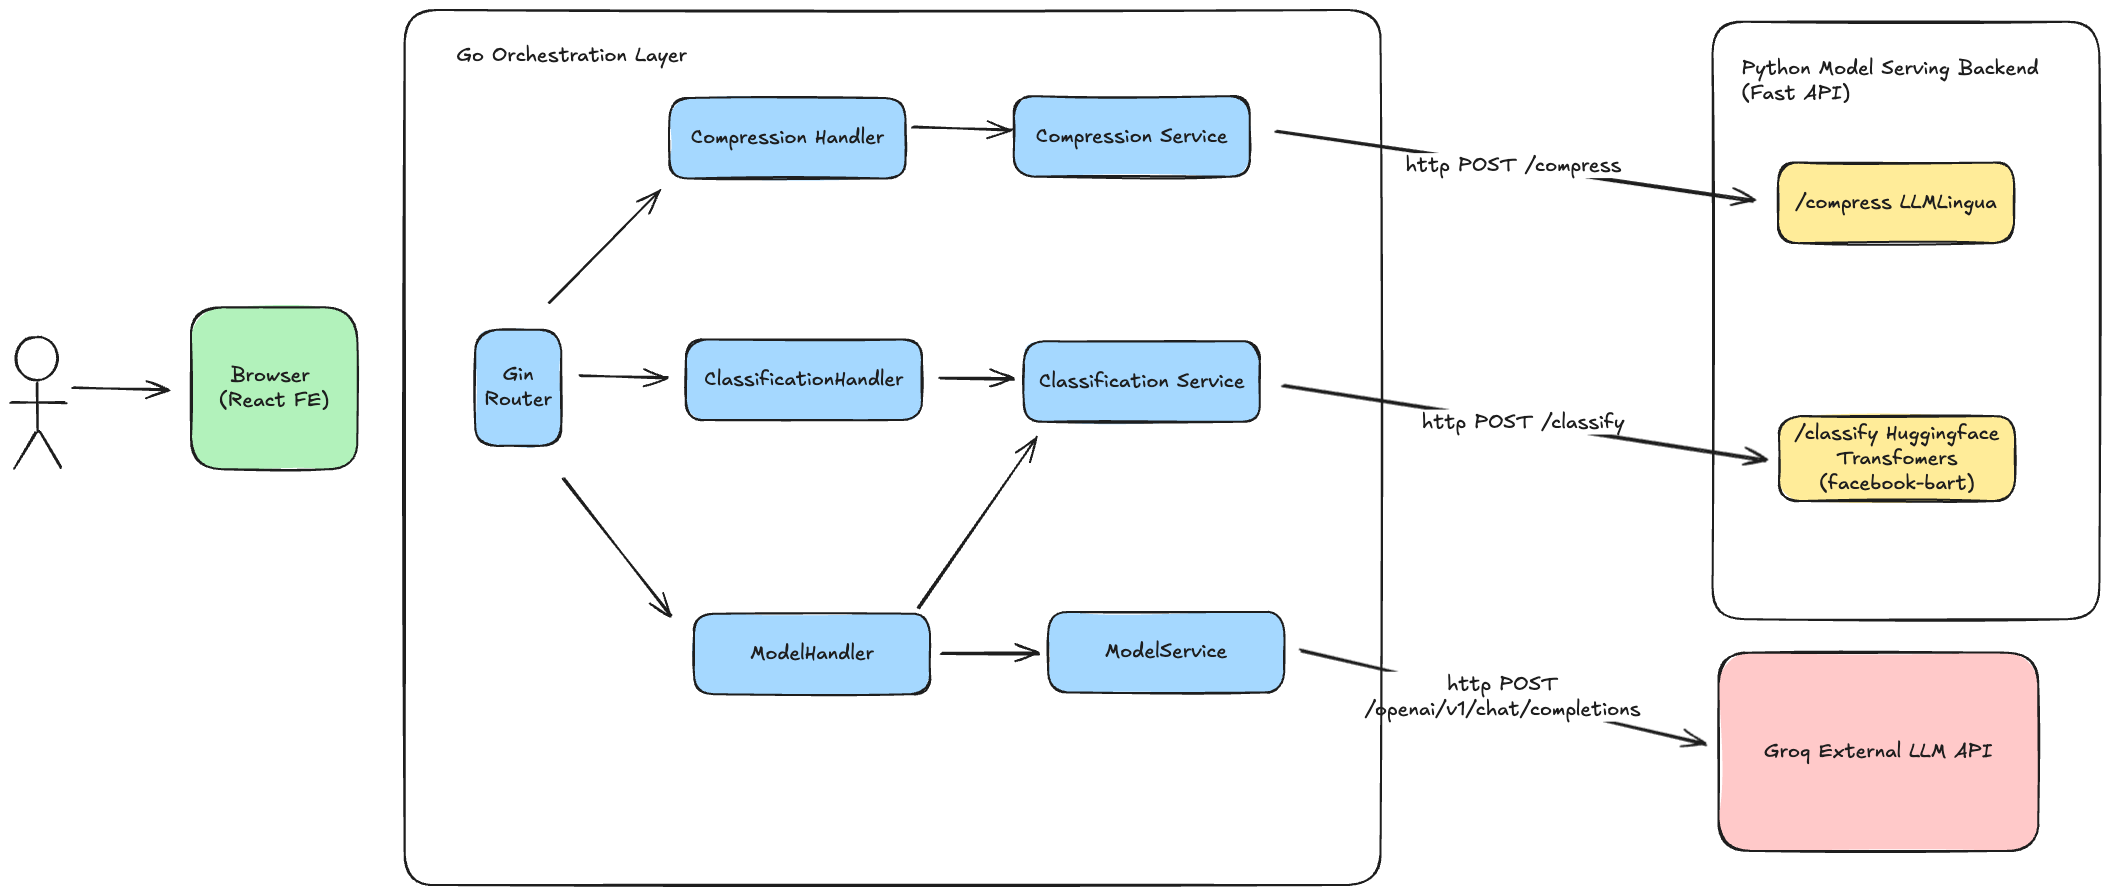 Go Orchestration Layer
Python Model Serving Backend
(Fast API)
Compression Handler
Compression Service
http POST /compress
/compress LLMLingua
Browser
(React FE)
Gin
Router
ClassificationHandler
Classification Service
http POST /classify
/classify Huggingface
Transfomers
(facebook-bart)
ModelHandler
ModelService
http POST
/openai/v1/chat/completions
Groq External LLM API